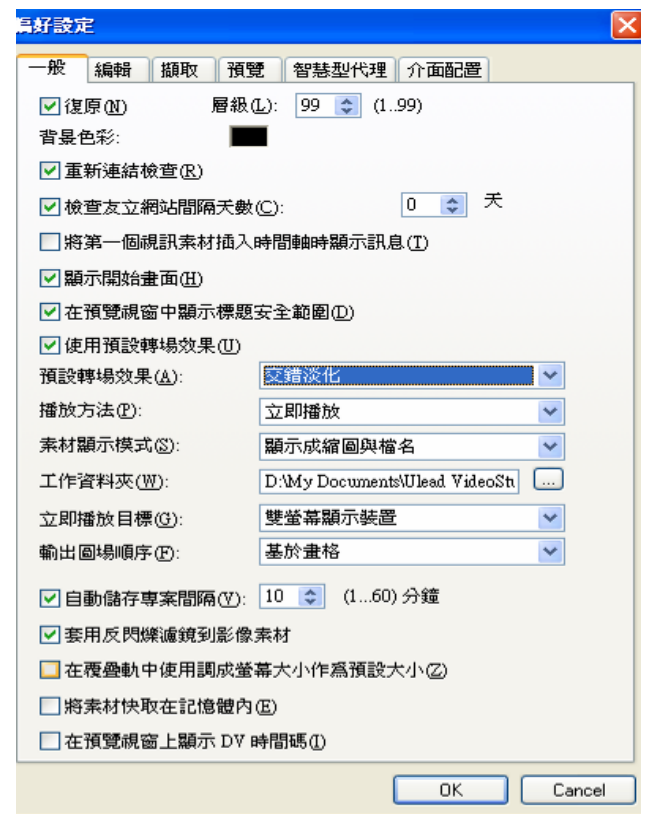 偏好設定
一般 編輯 擷取 預覽 智慧型代理 介面配置
復原(N) 層級(L): 99 (1..99)
背景色彩:
重新連結檢查(R)
檢查友立網站間隔天數(C): 0 天
將第一個視訊素材插入時間軸時顯示訊息(T)
顯示開始畫面(H)
在預覽視窗中顯示標題安全範圍(D)
使用預設轉場效果(U)
預設轉場效果(A): 交錯淡化
播放方法(P): 立即播放
素材顯示模式(S): 顯示成縮圖與檔名
工作資料夾(W): D:\My Documents\Ulead VideoStu ...
立即播放目標(G): 雙螢幕顯示裝置
輸出圖場順序(F): 基於畫格
自動儲存專案間隔(V): 10 (1...60) 分鐘
套用反閃爍濾鏡到影像素材
在覆疊軌中使用調成螢幕大小作為預設大小(Z)
將素材快取在記憶體內(E)
在預覽視窗上顯示 DV 時間碼(I)
OK Cancel